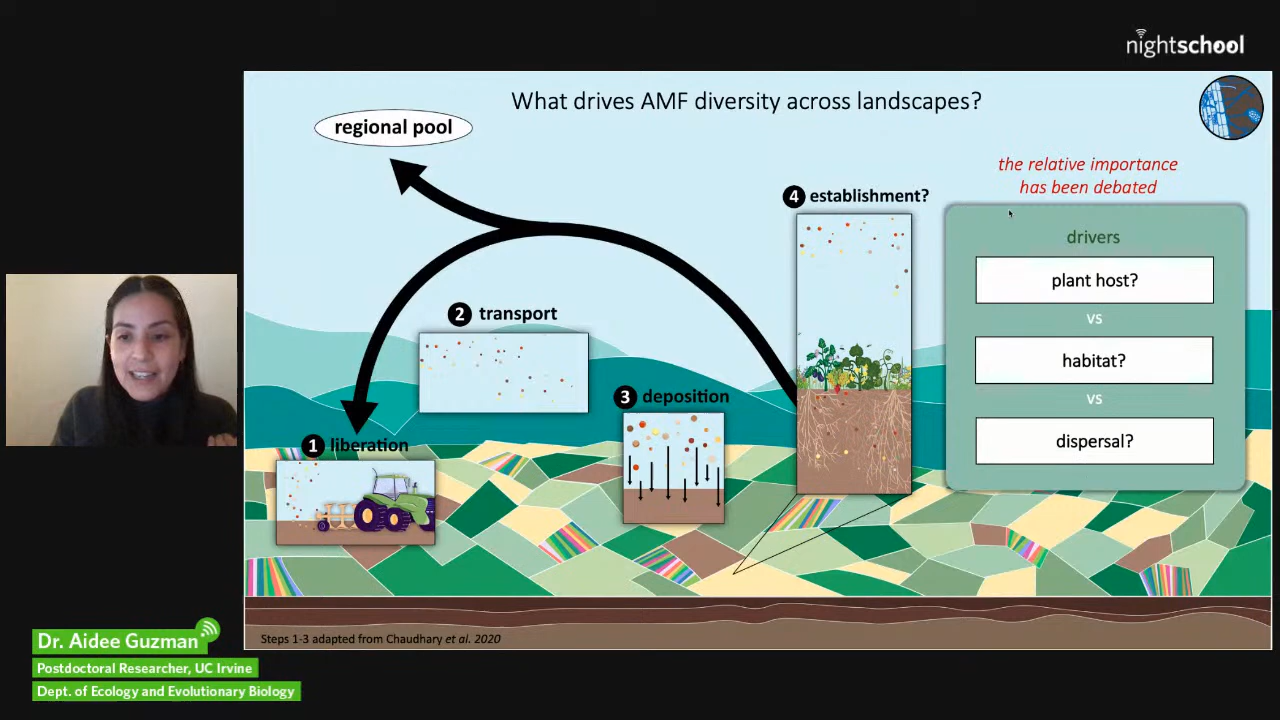 nightschool
What drives AMF diversity across landscapes?
regional pool
the relative importance
has been debated
4 establishment?
drivers
plant host?
vs
habitat?
vs
dispersal?
2 transport
3 deposition
1 liberation
Steps 1-3 adapted from Chaudhary et al. 2020
Dr. Aidee Guzman
Postdoctoral Researcher, UC Irvine
Dept. of Ecology and Evolutionary Biology